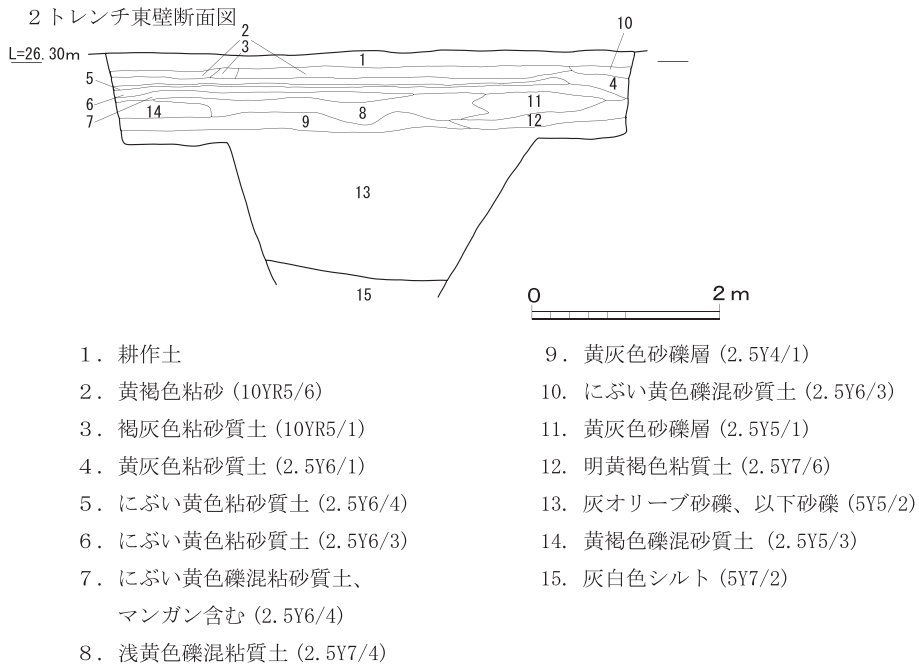 ２トレンチ東壁断面図
L=26.30m
2
3
1
10
5
4
6
14
11
7
9
8
12
13
15
0 2 m
１．耕作土
２．黄褐色粘砂 (10YR5/6)
３．褐灰色粘砂質土 (10YR5/1)
４．黄灰色粘砂質土 (2.5Y6/1)
５．にぶい黄色粘砂質土 (2.5Y6/4)
６．にぶい黄色粘砂質土 (2.5Y6/3)
７．にぶい黄色礫混粘砂質土、
マンガン含む (2.5Y6/4)
８．浅黄色礫混粘質土 (2.5Y7/4)
９．黄灰色砂礫層 (2.5Y4/1)
10. にぶい黄色礫混砂質土 (2.5Y6/3)
11. 黄灰色砂礫層 (2.5Y5/1)
12. 明黄褐色粘質土 (2.5Y7/6)
13. 灰オリーブ砂礫、以下砂礫 (5Y5/2)
14. 黄褐色礫混砂質土 (2.5Y5/3)
15. 灰白色シルト (5Y7/2)